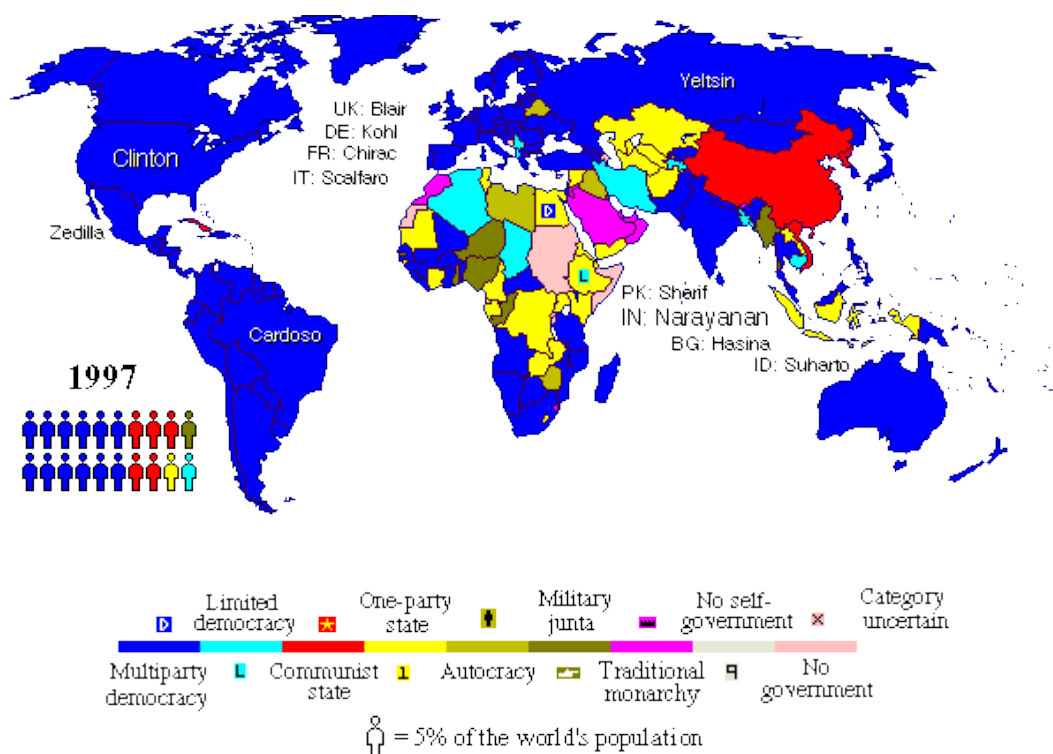 Yeltsin
UK: Blair
DE: Kohl
FR: Chirac
IT: Scalfaro
Clinton
Zedilla
Cardoso
PK: Sharif
IN: Narayanan
BG: Hasina
ID: Suharto
D
L
1997
Limited democracy
One-party state
Military junta
No self-government
Category uncertain
D
Multiparty democracy
Communist state
Autocracy
Traditional monarchy
No government
L
1
q
= 5% of the world's population